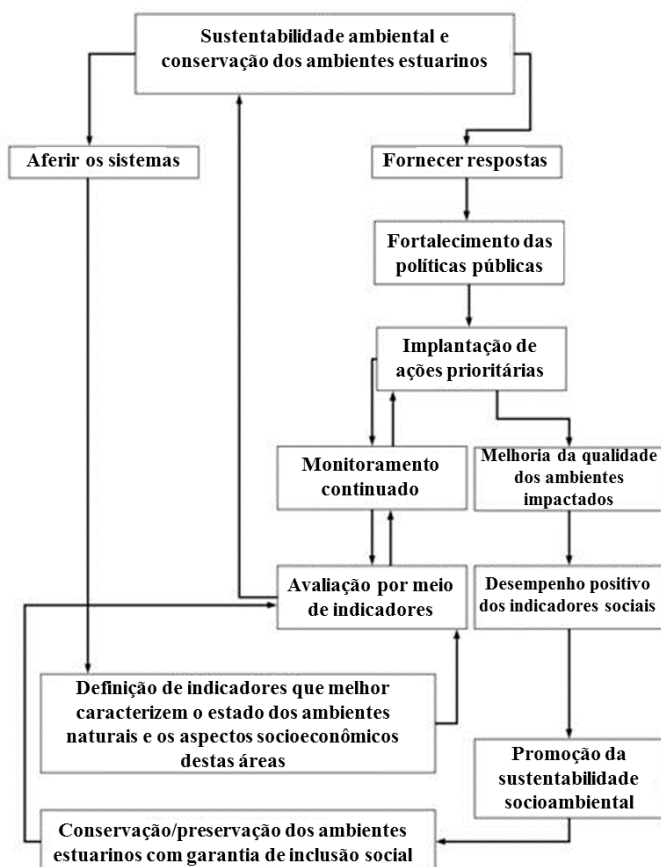 Sustentabilidade ambiental e
conservação dos ambientes estuarinos
Aferir os sistemas
Fornecer respostas
Fortalecimento das
políticas públicas
Implantação de
ações prioritárias
Monitoramento
continuado
Melhoria da qualidade
dos ambientes
impactados
Avaliação por meio
de indicadores
Desempenho positivo
dos indicadores sociais
Definição de indicadores que melhor
caracterizem o estado dos ambientes
naturais e os aspectos socioeconômicos
destas áreas
Promoção da
sustentabilidade
socioambiental
Conservação/preservação dos ambientes
estuarinos com garantia de inclusão social